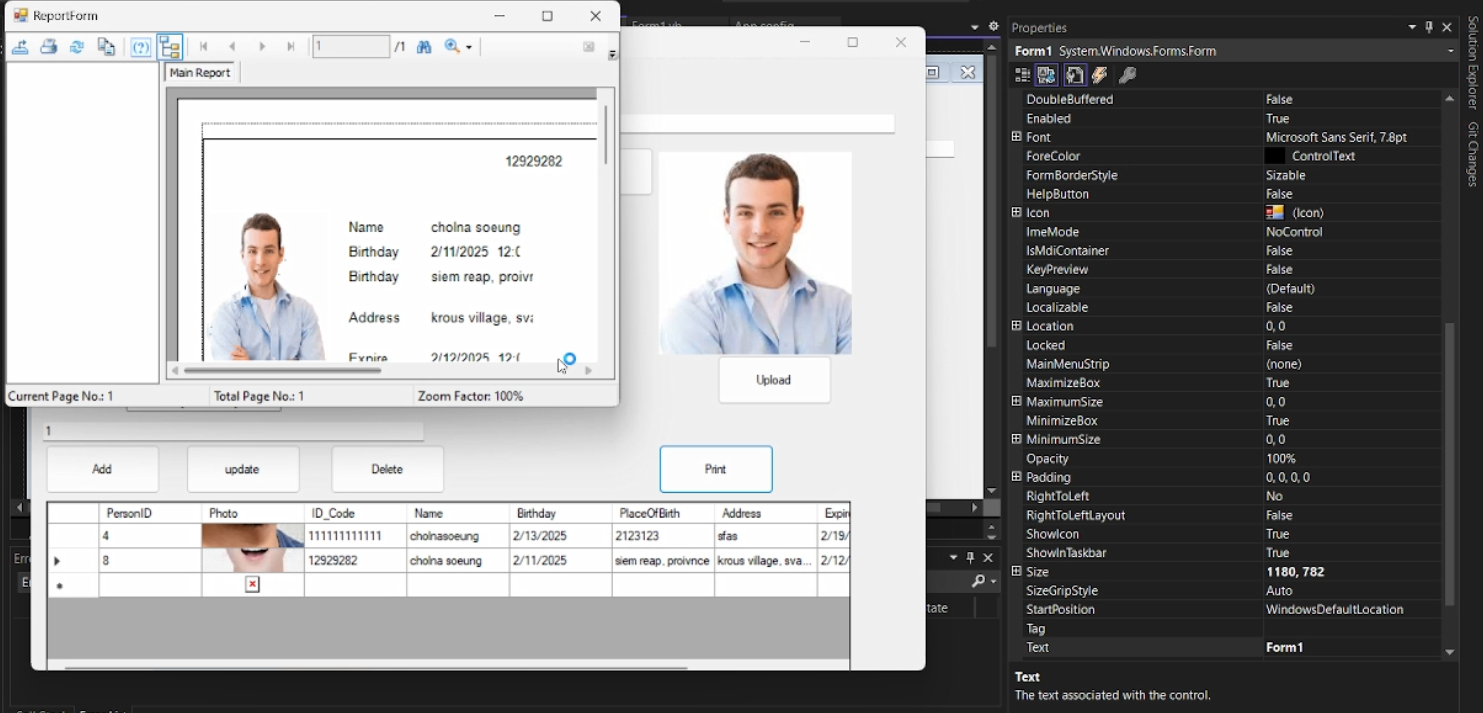 ReportForm
1 /1
Main Report
12929282
Name cholna soeung
Birthday 2/11/2025 12:(
Birthday siem reap, proivr
Address krous village, sva
Expire 2/12/2025 12:(
Current Page No.: 1 Total Page No.: 1 Zoom Factor: 100%
Form1.vb App.config
Upload
1
Add update Delete Print
PersonID Photo ID_Code Name Birthday PlaceOfBirth Address Expir
4 111111111111 cholnasoeung 2/13/2025 2123123 sfas 2/19/
8 12929282 cholna soeung 2/11/2025 siem reap, proivnce krous village, sva... 2/12/
Erro
tate
Properties
Form1 System.Windows.Forms.Form
DoubleBuffered False
Enabled True
Font Microsoft Sans Serif, 7.8pt
ForeColor ControlText
FormBorderStyle Sizable
HelpButton False
Icon (Icon)
ImeMode NoControl
IsMdiContainer False
KeyPreview False
Language (Default)
Localizable False
Location 0, 0
Locked False
MainMenuStrip (none)
MaximizeBox True
MaximumSize 0, 0
MinimizeBox True
MinimumSize 0, 0
Opacity 100%
Padding 0, 0, 0, 0
RightToLeft No
RightToLeftLayout False
ShowIcon True
ShowInTaskbar True
Size 1180, 782
SizeGripStyle Auto
StartPosition WindowsDefaultLocation
Tag
Text Form1
Text
The text associated with the control.
Solution Explorer
Git Changes